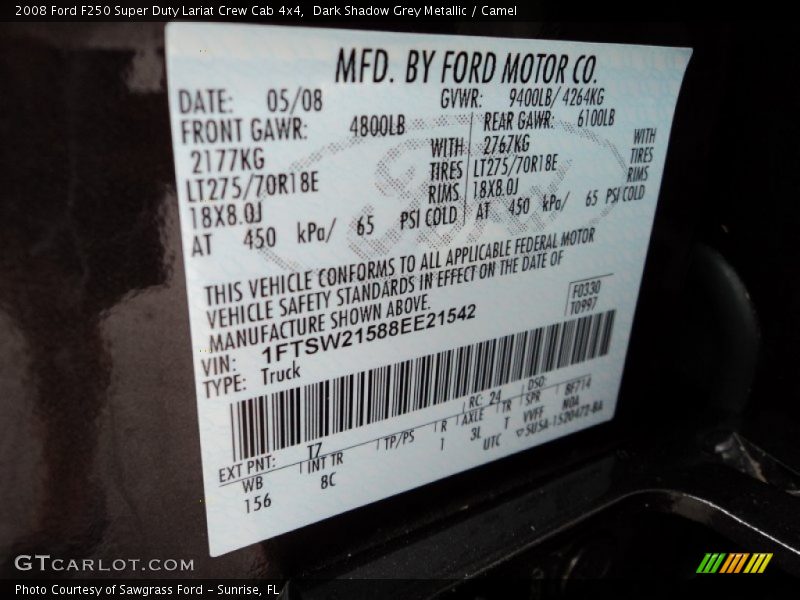 2008 Ford F250 Super Duty Lariat Crew Cab 4x4,  Dark Shadow Grey Metallic / Camel
MFD. BY FORD MOTOR CO.
DATE: 05/08 GVWR: 9400LB/ 4264KG
FRONT GAWR: 4800LB REAR GAWR: 6100LB
2177KG WITH 2767KG WITH
LT275/70R18E TIRES LT275/70R18E TIRES
18X8.0J RIMS 18X8.0J RIMS
AT 450 kPa/ 65 PSI COLD AT 450 kPa/ 65 PSI COLD
THIS VEHICLE CONFORMS TO ALL APPLICABLE FEDERAL MOTOR
VEHICLE SAFETY STANDARDS IN EFFECT ON THE DATE OF
MANUFACTURE SHOWN ABOVE.
F0330
T0997
VIN: 1FTSW21588EE21542
TYPE: Truck
RC: 24 DSO:
EXT PNT: T7 RF714
WB INT TR TP/PS R AXLE TR SPR NOA
156 8C 1 3L T VVFF
UTC ▽5U5A-1520472-BA
Ford
GTCARLOT.COM
Photo Courtesy of Sawgrass Ford - Sunrise, FL